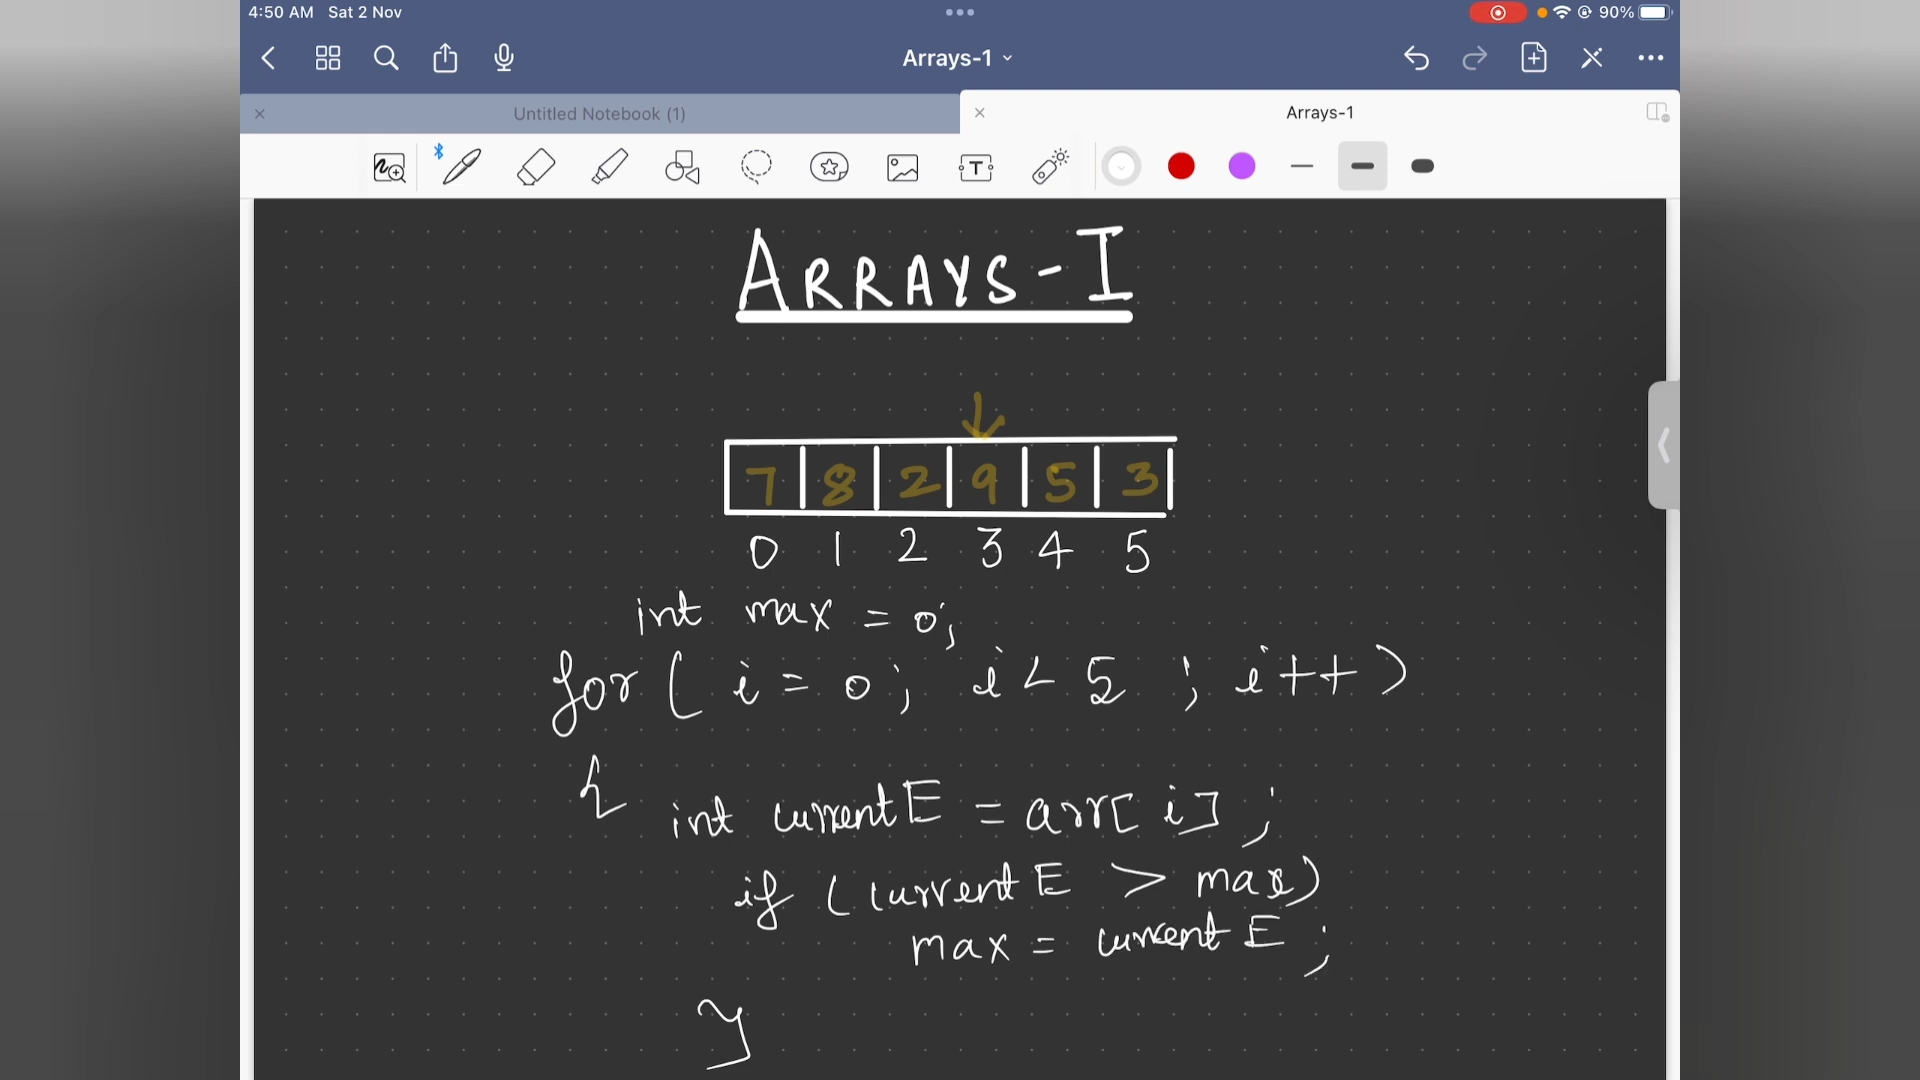 4:50 AM Sat 2 Nov
90%
Arrays-1
Untitled Notebook (1)
Arrays-1
ARRAYS-I
7 8 2 9 5 3
0 1 2 3 4 5
int max = 0;
for ( i = 0; i < 5 ; i++ )
{
int currentE = arr[ i] ;
if (currentE > max)
max = currentE ;
}